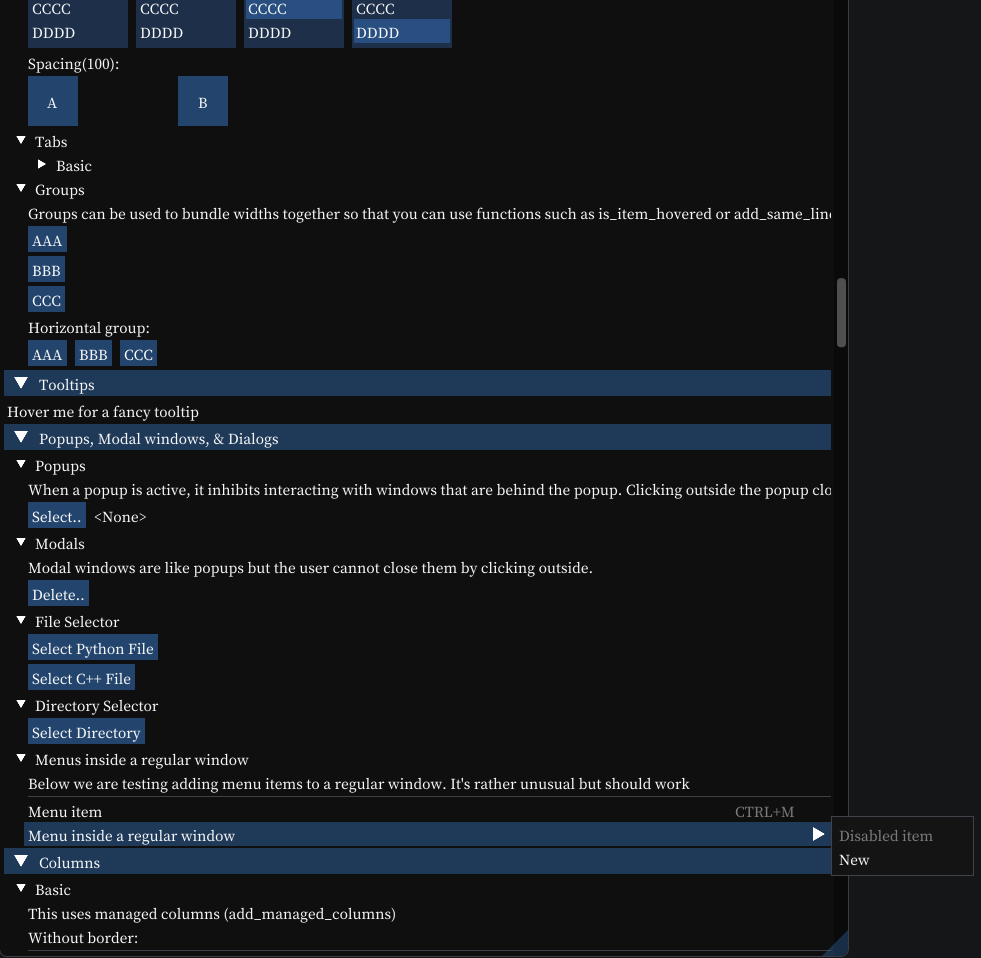 CCCC CCCC CCCC CCCC
DDDD DDDD DDDD DDDD
Spacing(100):
A B
Tabs
Basic
Groups
Groups can be used to bundle widths together so that you can use functions such as is_item_hovered or add_same_line
AAA
BBB
CCC
Horizontal group:
AAA BBB CCC
Tooltips
Hover me for a fancy tooltip
Popups, Modal windows, & Dialogs
Popups
When a popup is active, it inhibits interacting with windows that are behind the popup. Clicking outside the popup clo
Select.. <None>
Modals
Modal windows are like popups but the user cannot close them by clicking outside.
Delete..
File Selector
Select Python File
Select C++ File
Directory Selector
Select Directory
Menus inside a regular window
Below we are testing adding menu items to a regular window. It's rather unusual but should work
Menu item CTRL+M
Menu inside a regular window
Disabled item
New
Columns
Basic
This uses managed columns (add_managed_columns)
Without border: